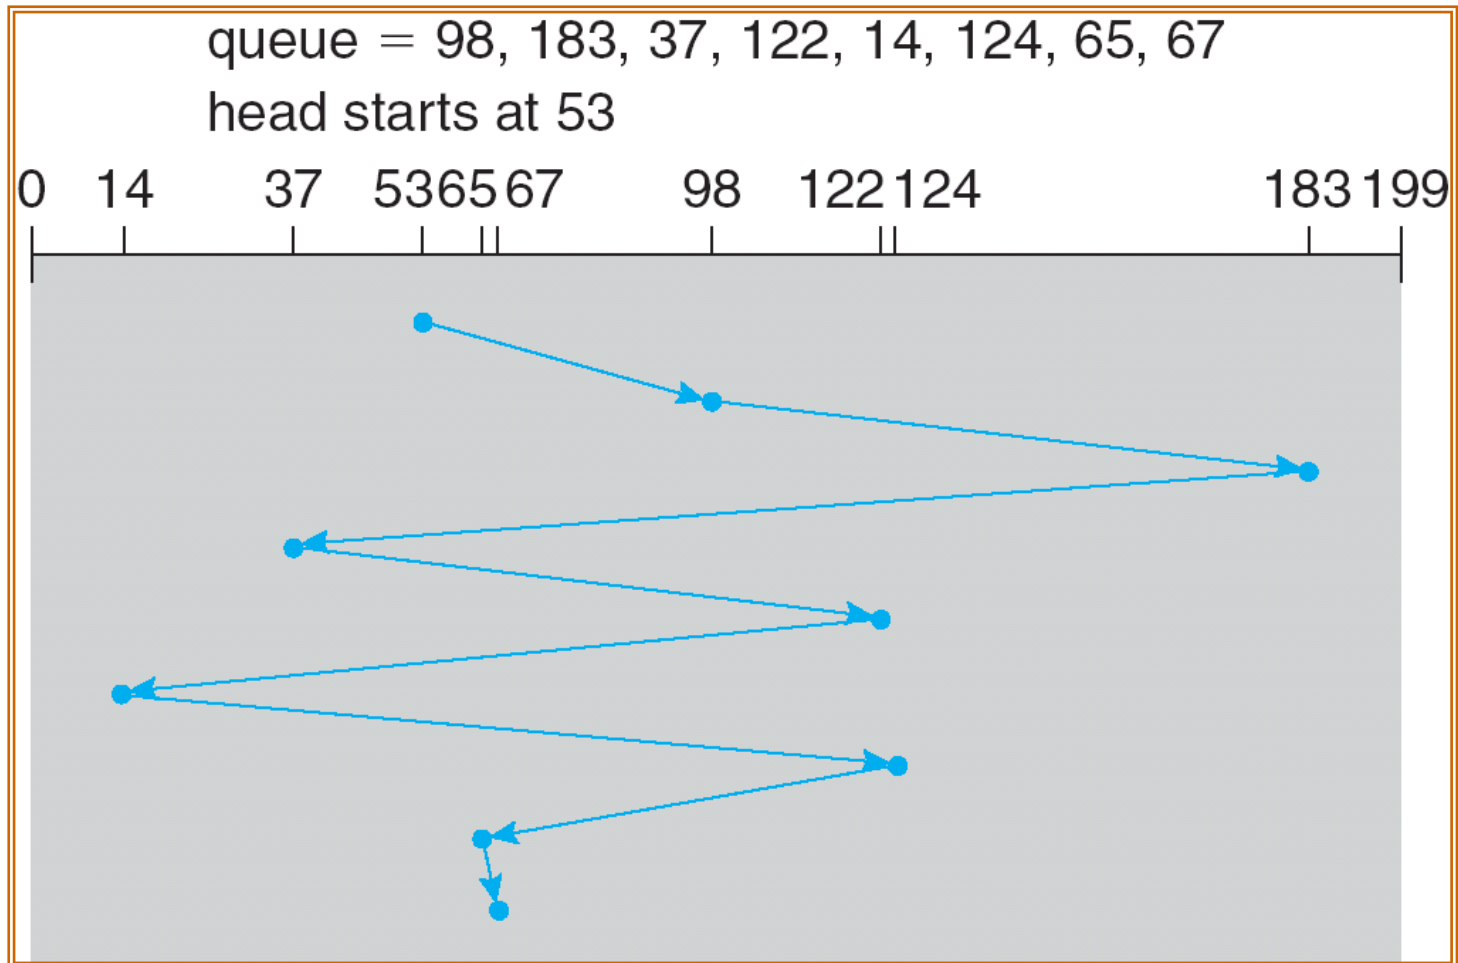 queue = 98, 183, 37, 122, 14, 124, 65, 67
head starts at 53
0 14 37 53 65 67 98 122 124 183 199